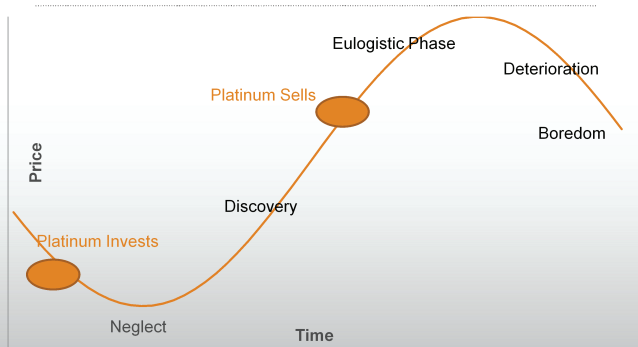 Eulogistic Phase
Deterioration
Platinum Sells
Boredom
Price
Discovery
Platinum Invests
Neglect
Time